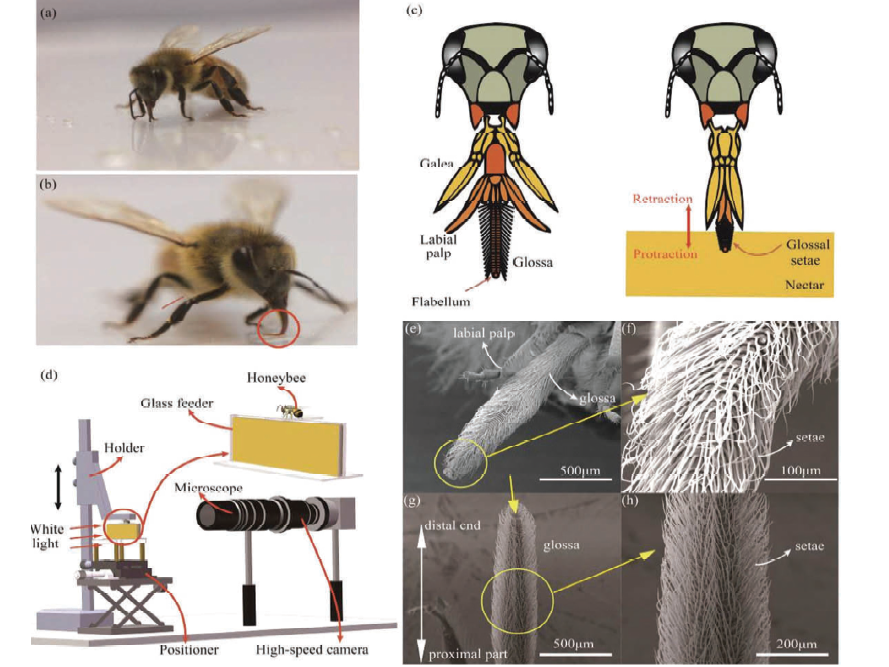 (a)
(b)
(c)
Galea
Labial
palp
Glossa
Flabellum
Retraction
Protraction
Glossal
setae
Nectar
(d)
Honeybee
Glass feeder
Holder
Microscope
White
light
Positioner
High-speed camera
(e)
labial palp
glossa
500μm
(f)
setae
100μm
(g)
distal end
glossa
proximal part
500μm
(h)
setae
200μm